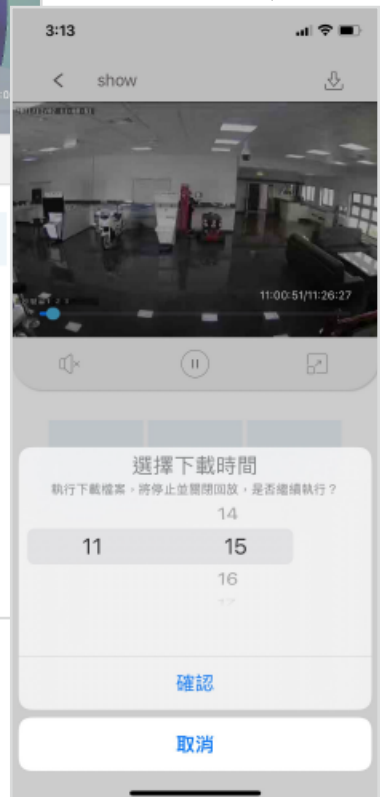 3:13
show
11:00:51/11:26:27
選擇下載時間
執行下載檔案，將停止並關閉回放，是否繼續執行？
14
11 15
16
確認
取消